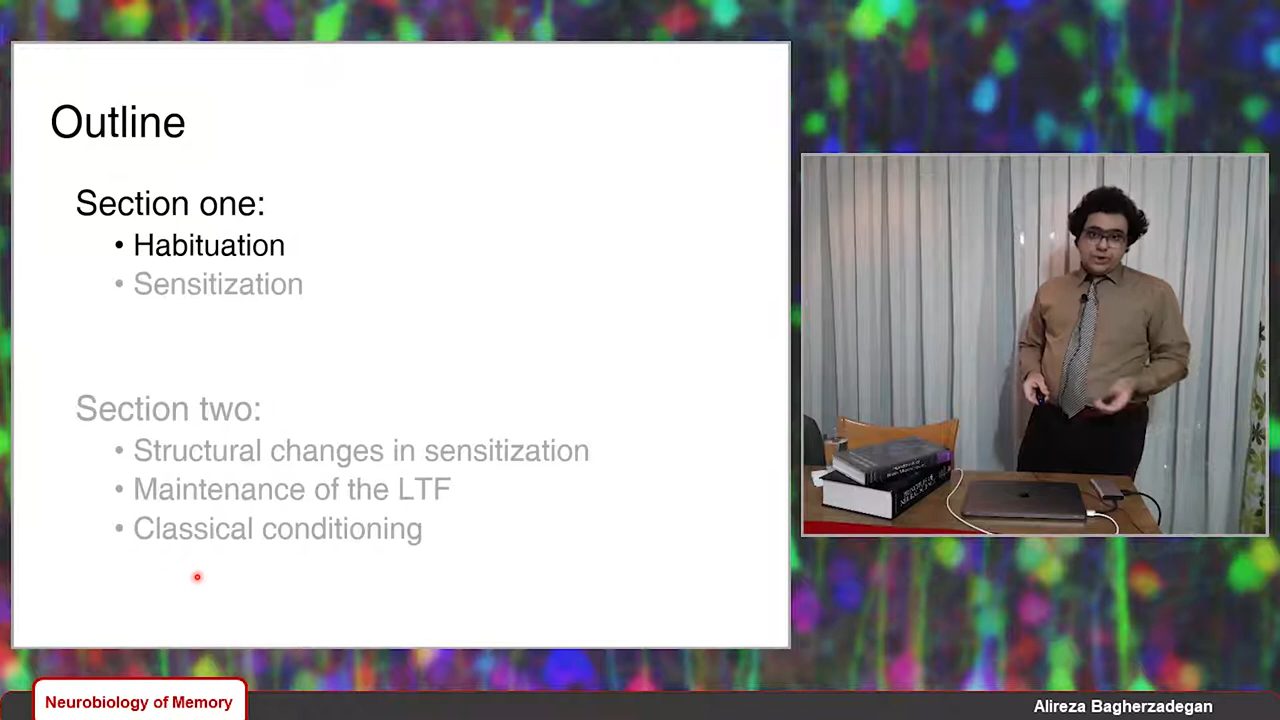 Outline
Section one:
• Habituation
• Sensitization
Section two:
• Structural changes in sensitization
• Maintenance of the LTF
• Classical conditioning
Neurobiology of Memory
Alireza Bagherzadegan